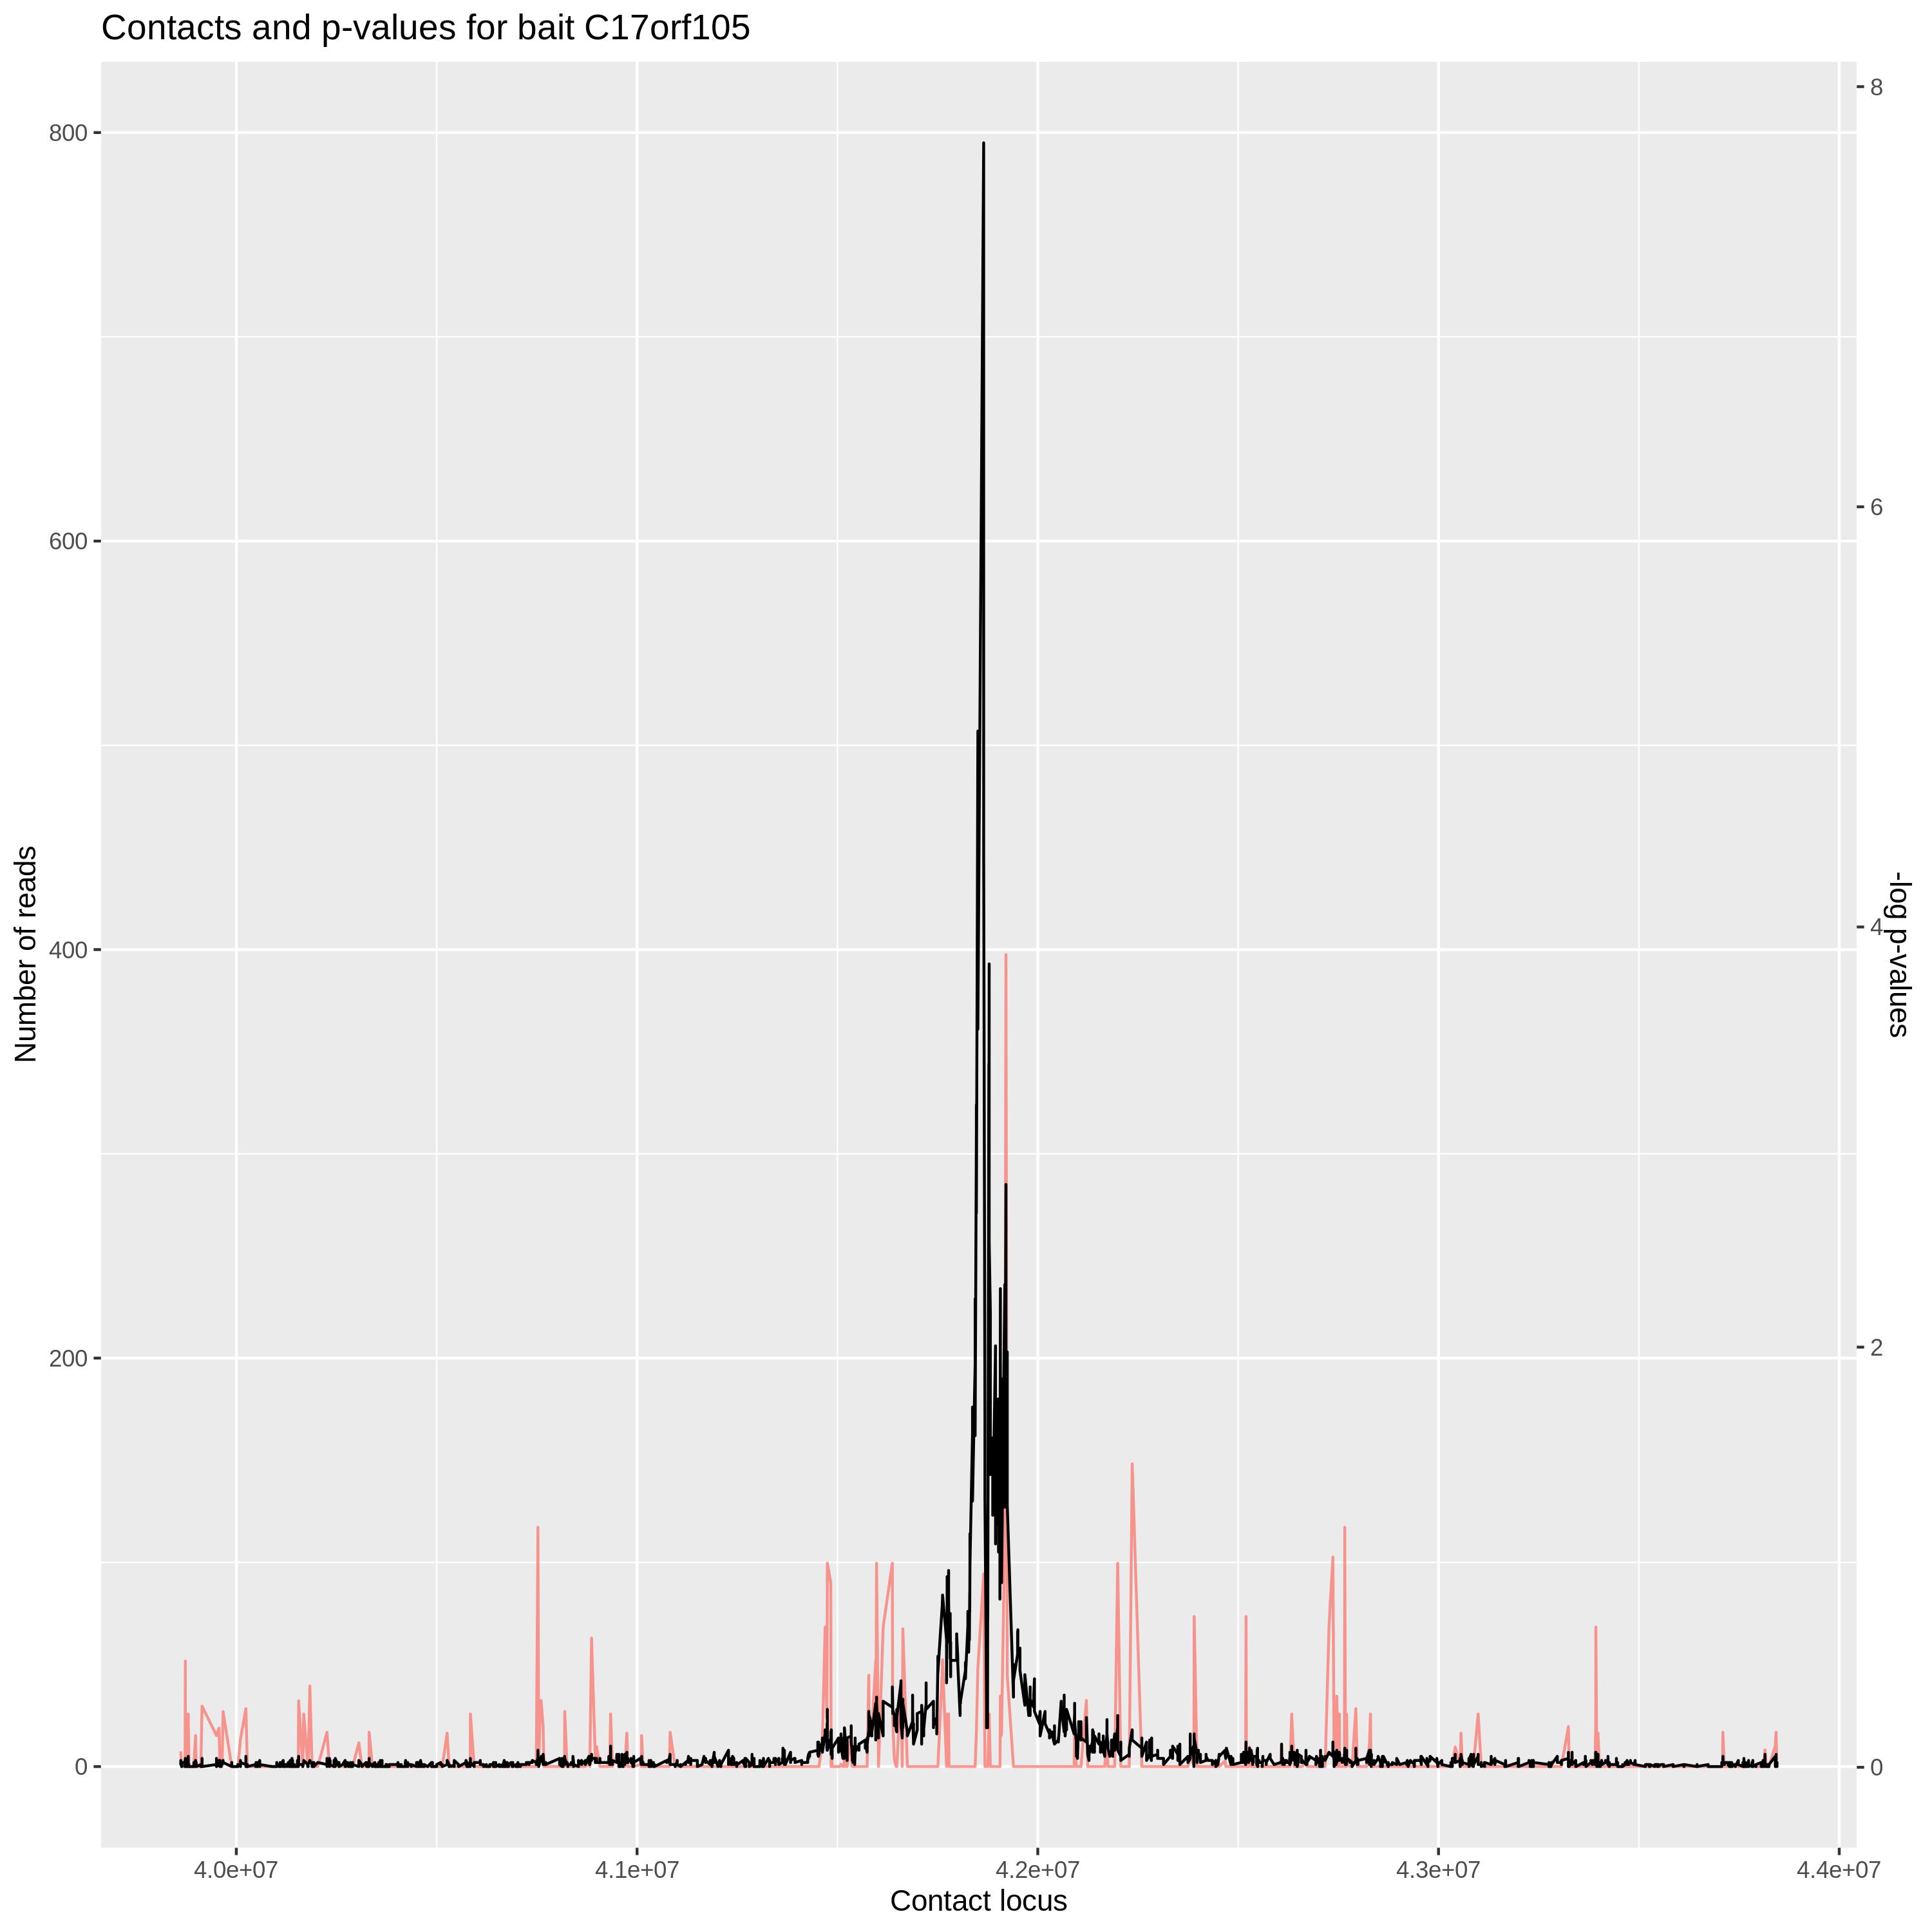 Contacts and p-values for bait C17orf105
800
600
400
200
0
Number of reads
8
6
4
2
0
-log p-values
4.0e+07
4.1e+07
4.2e+07
4.3e+07
4.4e+07
Contact locus